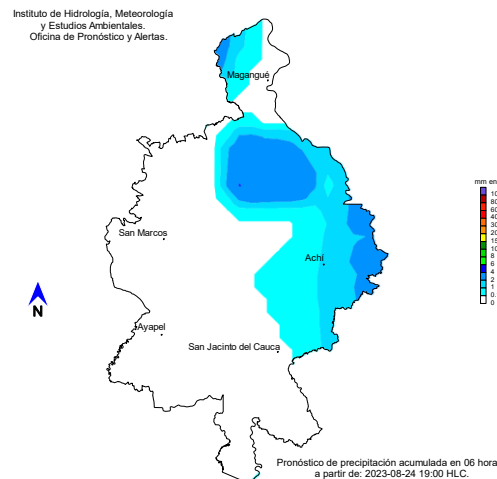 Instituto de Hidrología, Meteorología
y Estudios Ambientales.
Oficina de Pronóstico y Alertas.
Magangué
mm en
10
80
60
40
30
20
15
10
8
6
4
2
1
0.
0
San Marcos
Achí
N
Ayapel
San Jacinto del Cauca
Pronóstico de precipitación acumulada en 06 hora
a partir de: 2023-08-24 19:00 HLC.